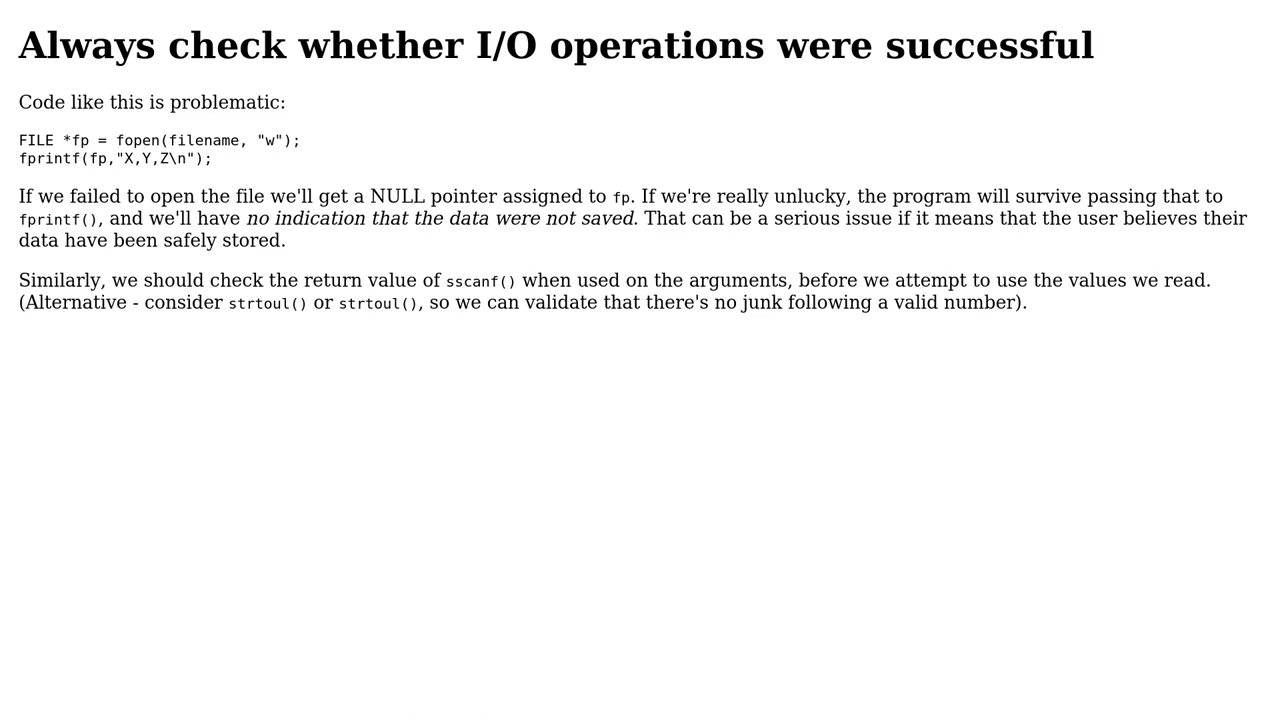 Always check whether I/O operations were successful
Code like this is problematic:
FILE *fp = fopen(filename, "w");
fprintf(fp,"X,Y,Z\n");
If we failed to open the file we'll get a NULL pointer assigned to fp. If we're really unlucky, the program will survive passing that to
fprintf(), and we'll have no indication that the data were not saved. That can be a serious issue if it means that the user believes their
data have been safely stored.
Similarly, we should check the return value of sscanf() when used on the arguments, before we attempt to use the values we read.
(Alternative - consider strtoul() or strtoul(), so we can validate that there's no junk following a valid number).